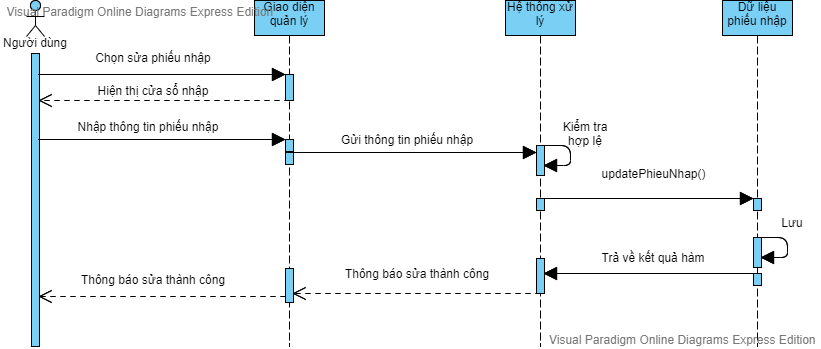 Visual Paradigm Online Diagrams Express Edition
Người dùng
Giao diện
quản lý
Hệ thống xử
lý
Dữ liệu
phiếu nhập
Chọn sửa phiếu nhập
Hiện thị cửa sổ nhập
Nhập thông tin phiếu nhập
Gửi thông tin phiếu nhập
Kiểm tra
hợp lệ
updatePhieuNhap()
Lưu
Trả về kết quả hàm
Thông báo sửa thành công
Thông báo sửa thành công
Visual Paradigm Online Diagrams Express Edition